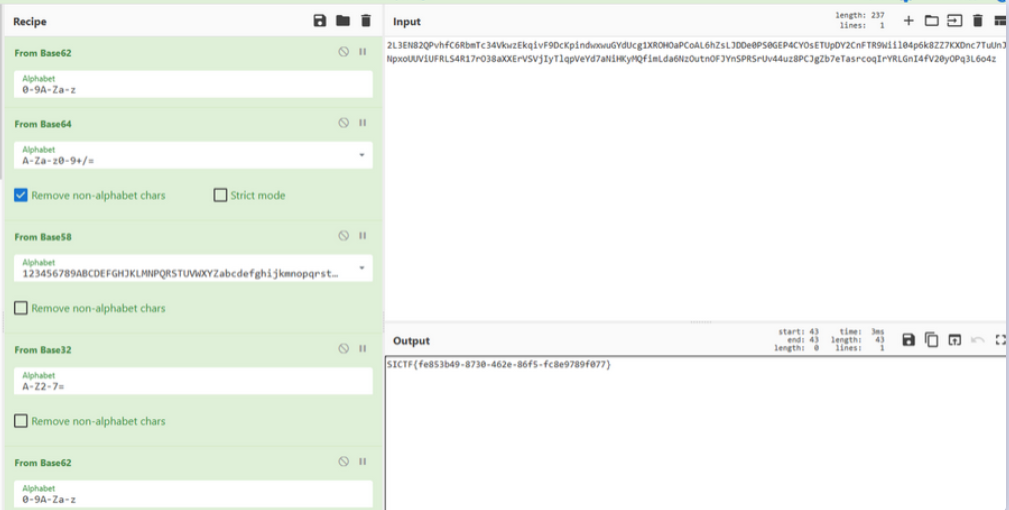 Recipe
From Base62
Alphabet
0-9A-Za-z
From Base64
Alphabet
A-Za-z0-9+/=
Remove non-alphabet chars
Strict mode
From Base58
Alphabet
123456789ABCDEFGHJKLMNPQRSTUVWXYZabcdefghijkmnopqrst…
Remove non-alphabet chars
From Base32
Alphabet
A-Z2-7=
Remove non-alphabet chars
From Base62
Alphabet
0-9A-Za-z
Input
length: 237
lines: 1
Output
start: 43 time: 3ms
end: 43 length: 43
length: 0 lines: 1
SICTF{fe853b49-8730-462e-86f5-fc8e9789f077}